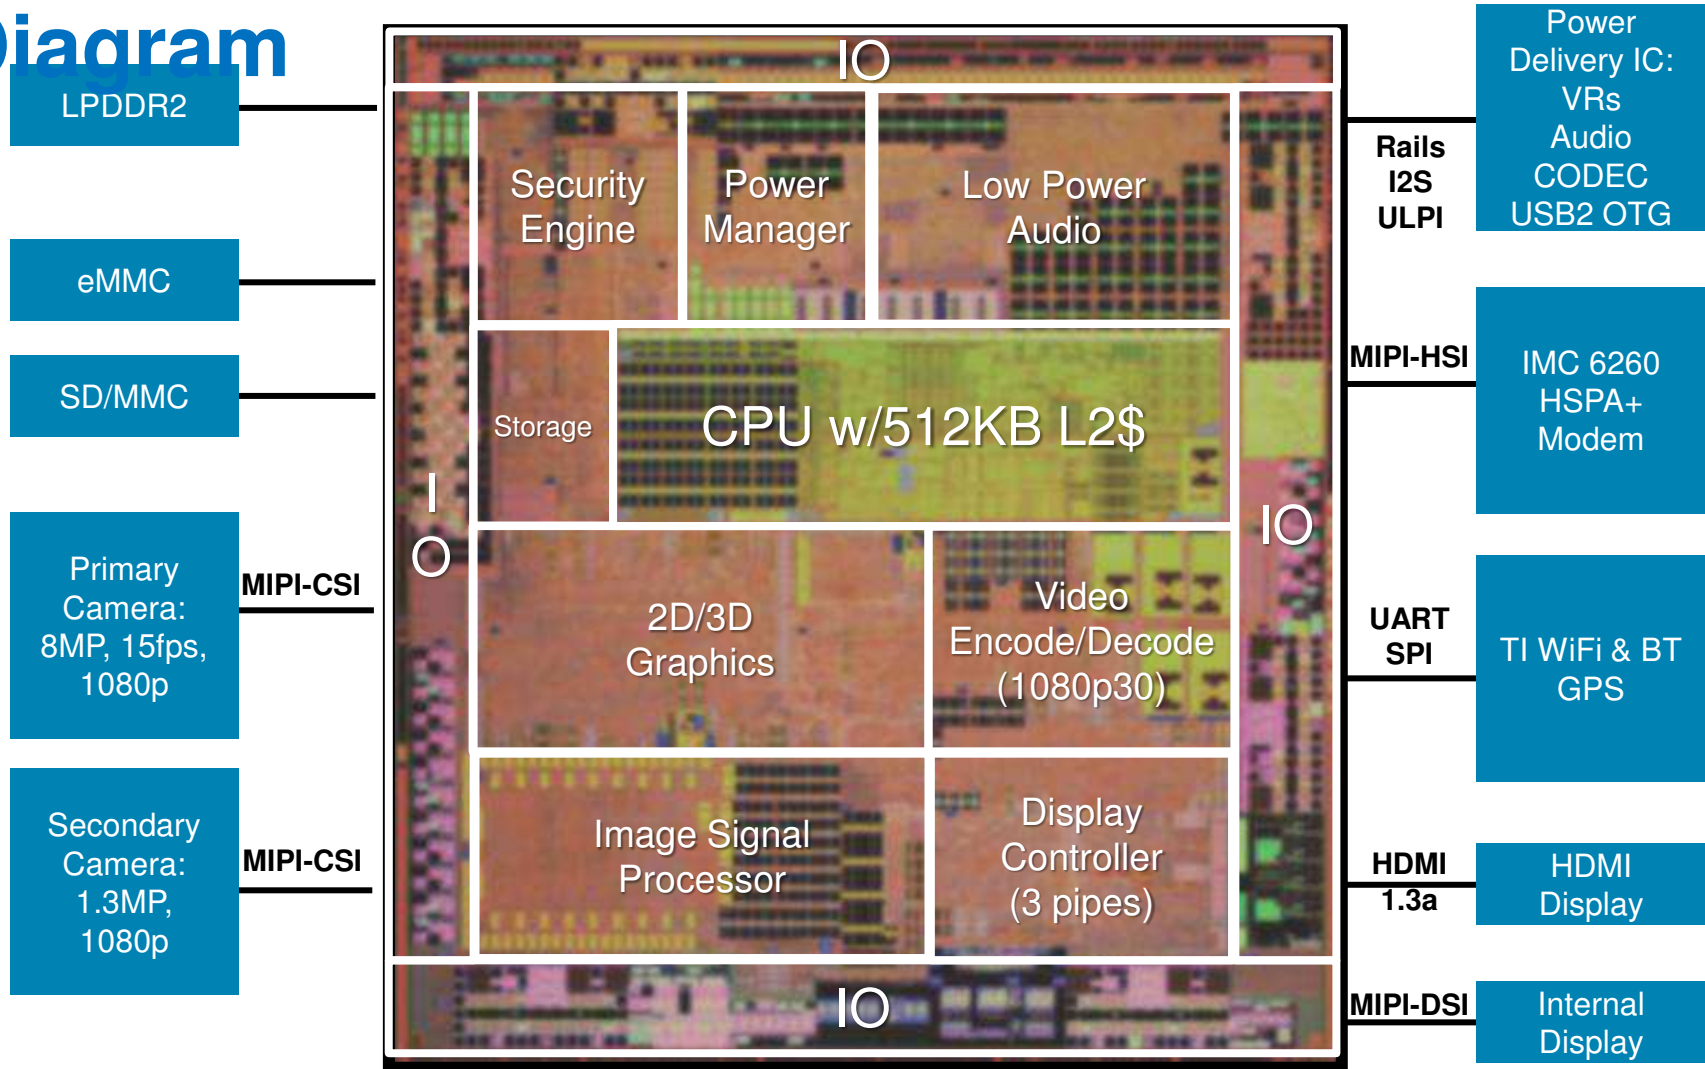 Diagram
LPDDR2
eMMC
SD/MMC
Primary
Camera:
8MP, 15fps,
1080p
MIPI-CSI
Secondary
Camera:
1.3MP,
1080p
MIPI-CSI
IO
I
O
Security
Engine
Power
Manager
Low Power
Audio
Storage
CPU w/512KB L2$
2D/3D
Graphics
Video
Encode/Decode
(1080p30)
Image Signal
Processor
Display
Controller
(3 pipes)
IO
IO
Rails
I2S
ULPI
Power
Delivery IC:
VRs
Audio
CODEC
USB2 OTG
MIPI-HSI
IMC 6260
HSPA+
Modem
UART
SPI
TI WiFi & BT
GPS
HDMI
1.3a
HDMI
Display
MIPI-DSI
Internal
Display